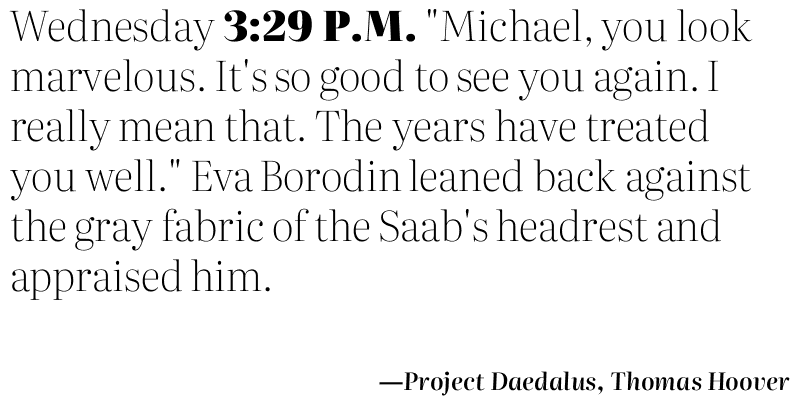 Wednesday 3:29 P.M. "Michael, you look
marvelous. It's so good to see you again. I
really mean that. The years have treated
you well." Eva Borodin leaned back against
the gray fabric of the Saab's headrest and
appraised him.
—Project Daedalus, Thomas Hoover